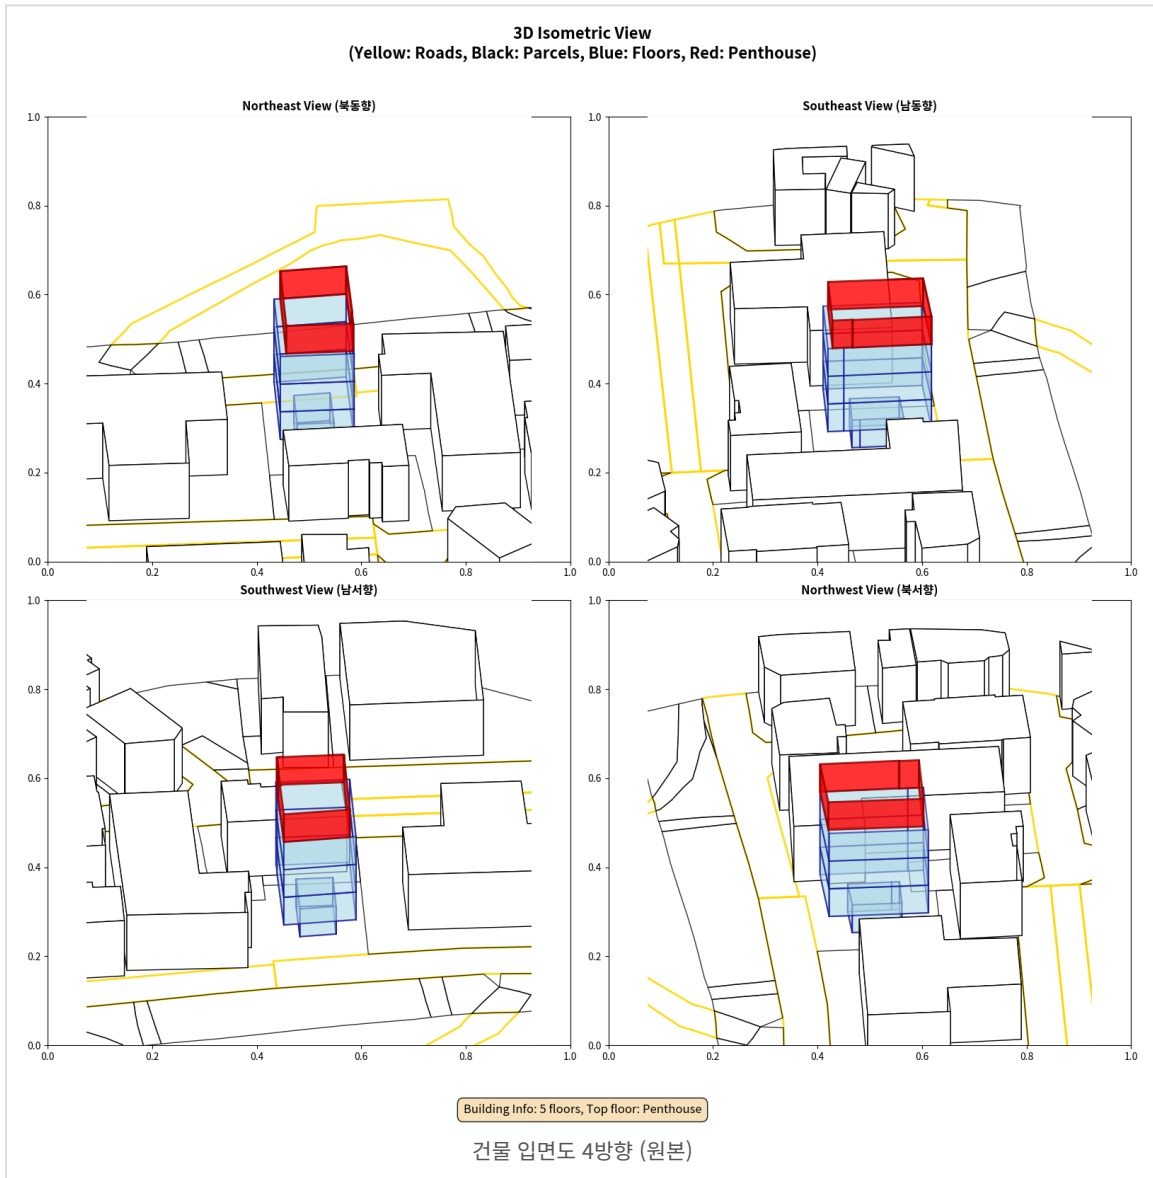 3D Isometric View
(Yellow: Roads, Black: Parcels, Blue: Floors, Red: Penthouse)
Northeast View (북동향)
1.0
0.8
0.6
0.4
0.2
0.0
0.0 0.2 0.4 0.6 0.8 1.0
Southeast View (남동향)
1.0
0.8
0.6
0.4
0.2
0.0
0.0 0.2 0.4 0.6 0.8 1.0
Southwest View (남서향)
1.0
0.8
0.6
0.4
0.2
0.0
0.0 0.2 0.4 0.6 0.8 1.0
Northwest View (북서향)
1.0
0.8
0.6
0.4
0.2
0.0
0.0 0.2 0.4 0.6 0.8 1.0
Building Info: 5 floors, Top floor: Penthouse
건물 입면도 4방향 (원본)